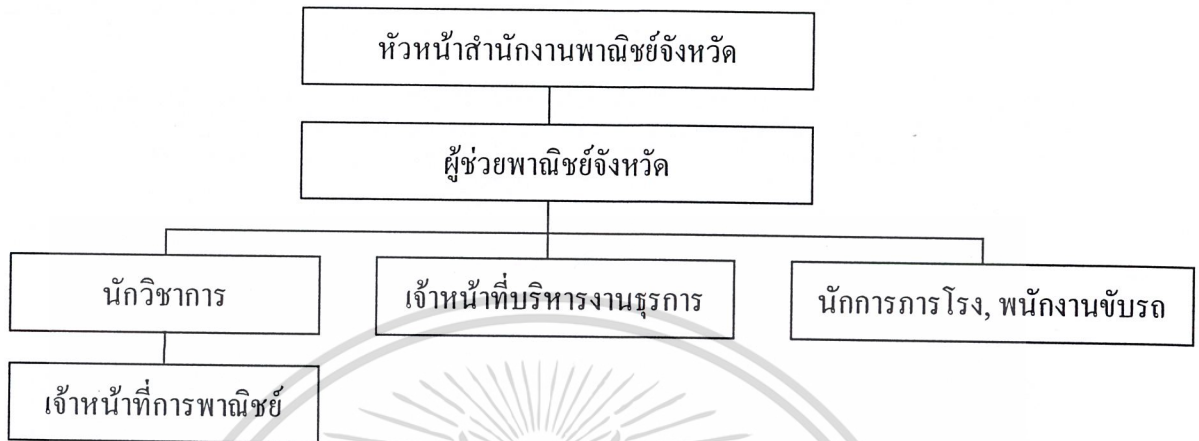 หัวหน้าสำนักงานพาณิชย์จังหวัด
ผู้ช่วยพาณิชย์จังหวัด
นักวิชาการ
เจ้าหน้าที่บริหารงานธุรการ
นักการภารโรง, พนักงานขับรถ
เจ้าหน้าที่การพาณิชย์